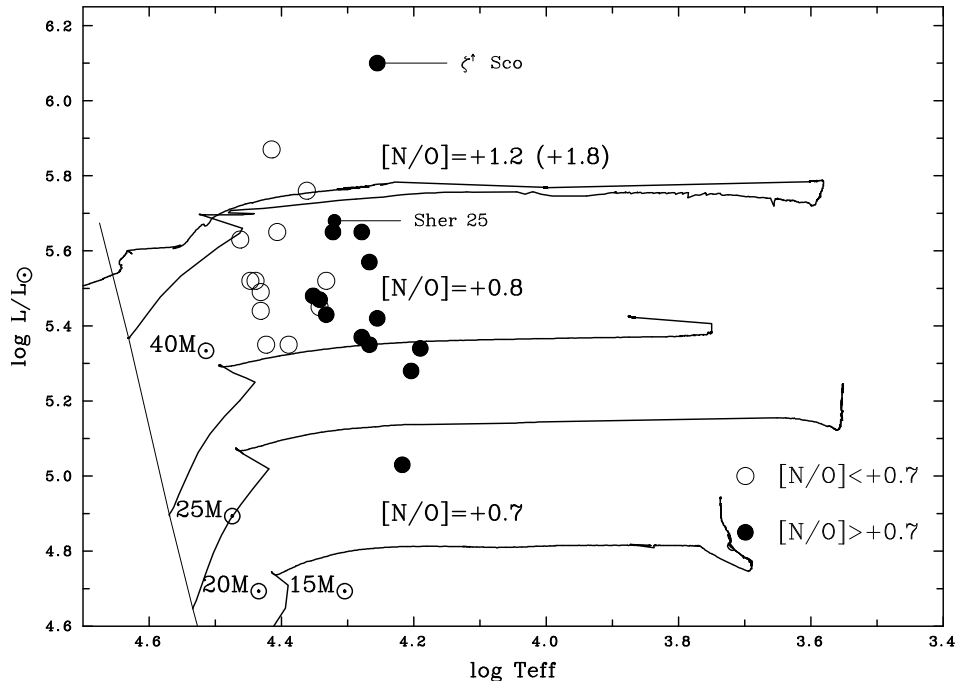 6.2
ζ¹ Sco
6.0
[N/O]=+1.2 (+1.8)
5.8
Sher 25
5.6
[N/O]=+0.8
log L/L⊙
5.4
40M⊙
5.2
5.0
[N/O]<+0.7
25M⊙
[N/O]=+0.7
[N/O]>+0.7
4.8
20M⊙ 15M⊙
4.6
4.6 4.4 4.2 4.0 3.8 3.6 3.4
log Teff